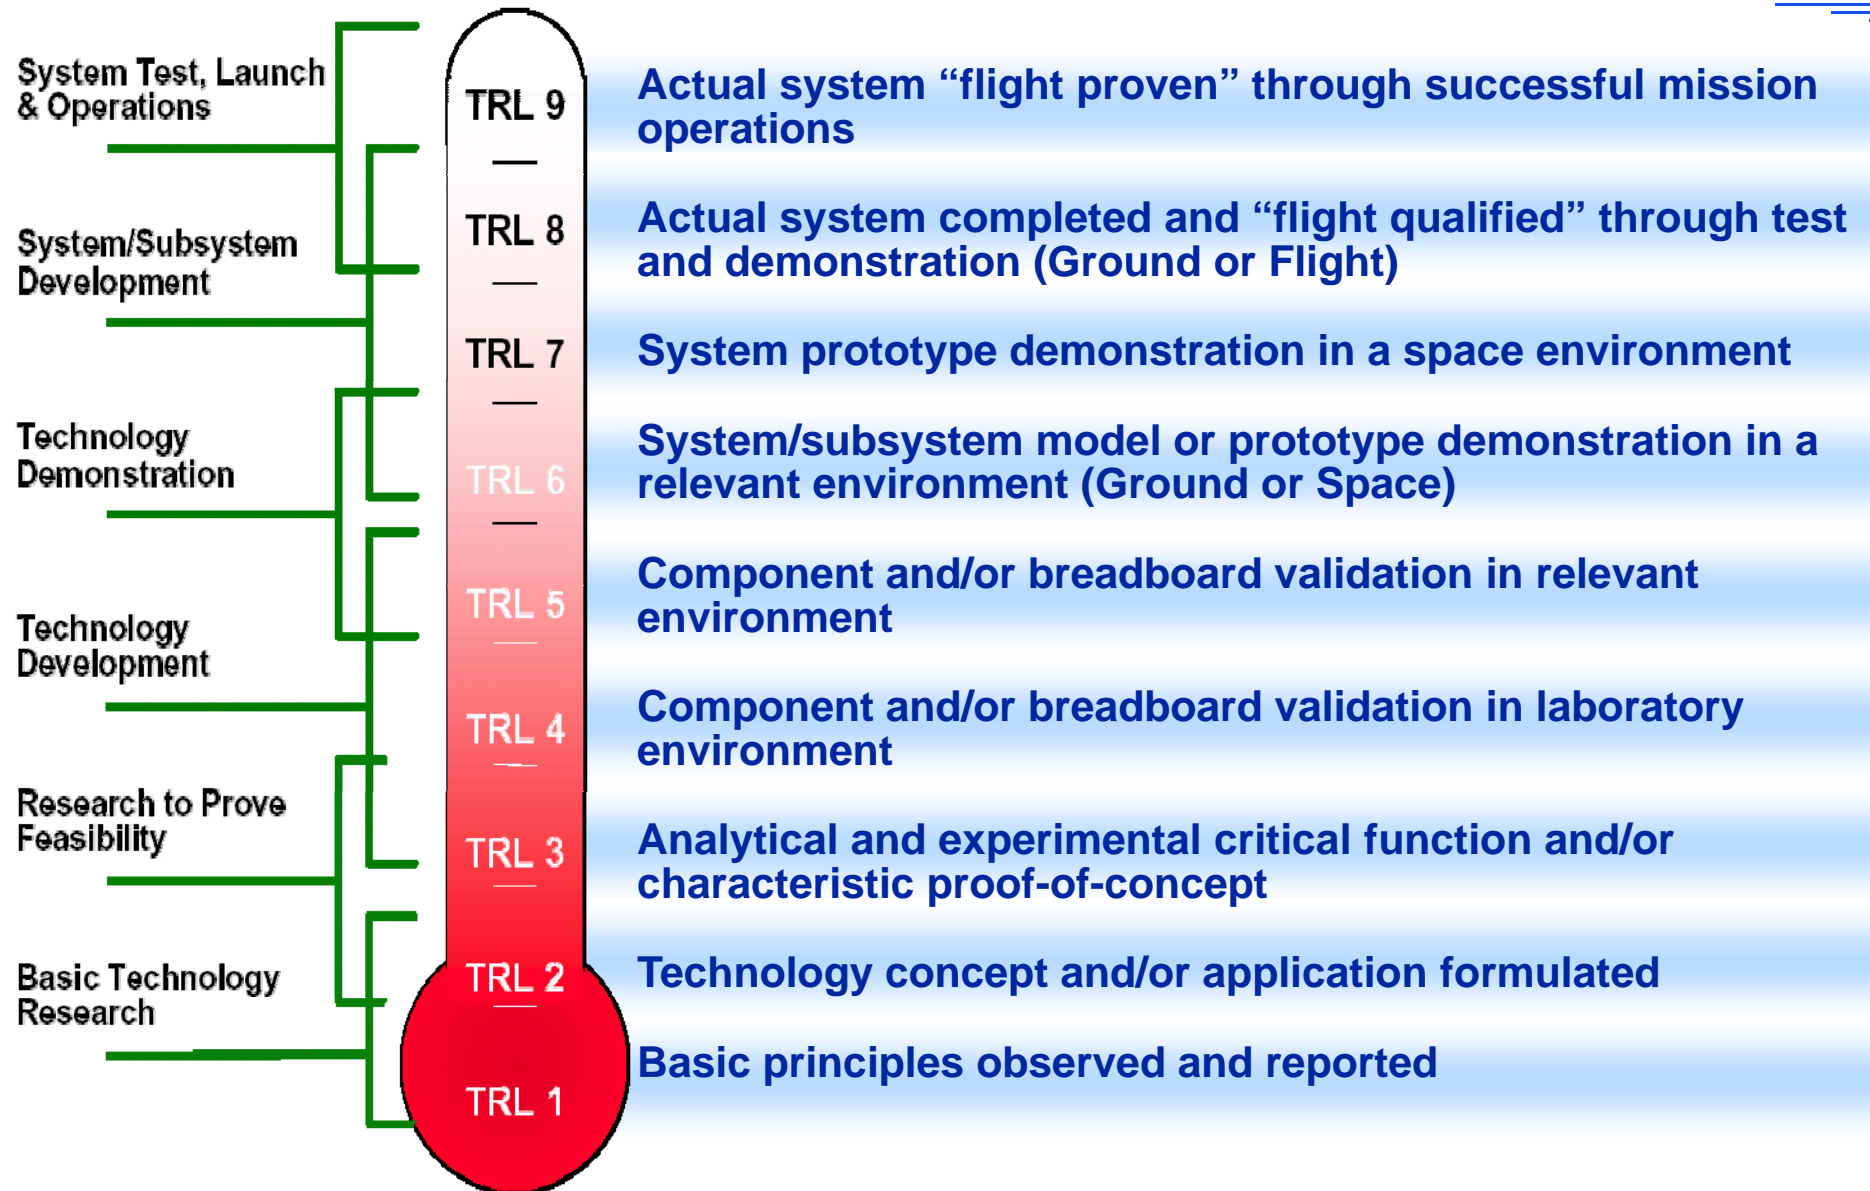 System Test, Launch
& Operations
System/Subsystem
Development
Technology
Demonstration
Technology
Development
Research to Prove
Feasibility
Basic Technology
Research
TRL 9
TRL 8
TRL 7
TRL 6
TRL 5
TRL 4
TRL 3
TRL 2
TRL 1
Actual system “flight proven” through successful mission
operations
Actual system completed and “flight qualified” through test
and demonstration (Ground or Flight)
System prototype demonstration in a space environment
System/subsystem model or prototype demonstration in a
relevant environment (Ground or Space)
Component and/or breadboard validation in relevant
environment
Component and/or breadboard validation in laboratory
environment
Analytical and experimental critical function and/or
characteristic proof-of-concept
Technology concept and/or application formulated
Basic principles observed and reported